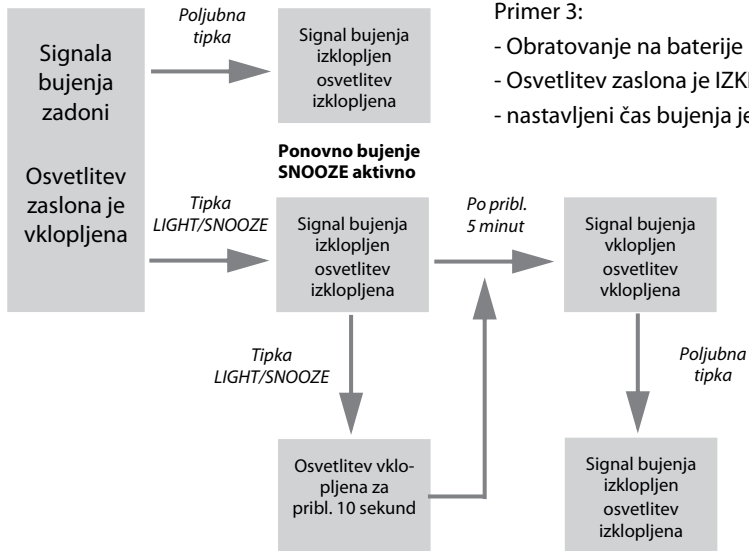 Primer 3:
- Obratovanje na baterije
- Osvetlitev zaslona je
- nastavljeni čas bujenja
Signala
bujenja
zadoni
Osvetlitev
zaslona je
vklopljena
Poljubna
tipka
Signal bujenja
izklopljen
osvetlitev
izklopljena
Ponovno bujenje
SNOOZE aktivno
Tipka
LIGHT/SNOOZE
Signal bujenja
izklopljen
osvetlitev
izklopljena
Po pribl.
5 minut
Signal bujenja
vklopljen
osvetlitev
vklopljena
Tipka
LIGHT/SNOOZE
Poljubna
tipka
Osvetlitev vklo-
pljena za
pribl. 10 sekund
Signal bujenja
izklopljen
osvetlitev
izklopljena